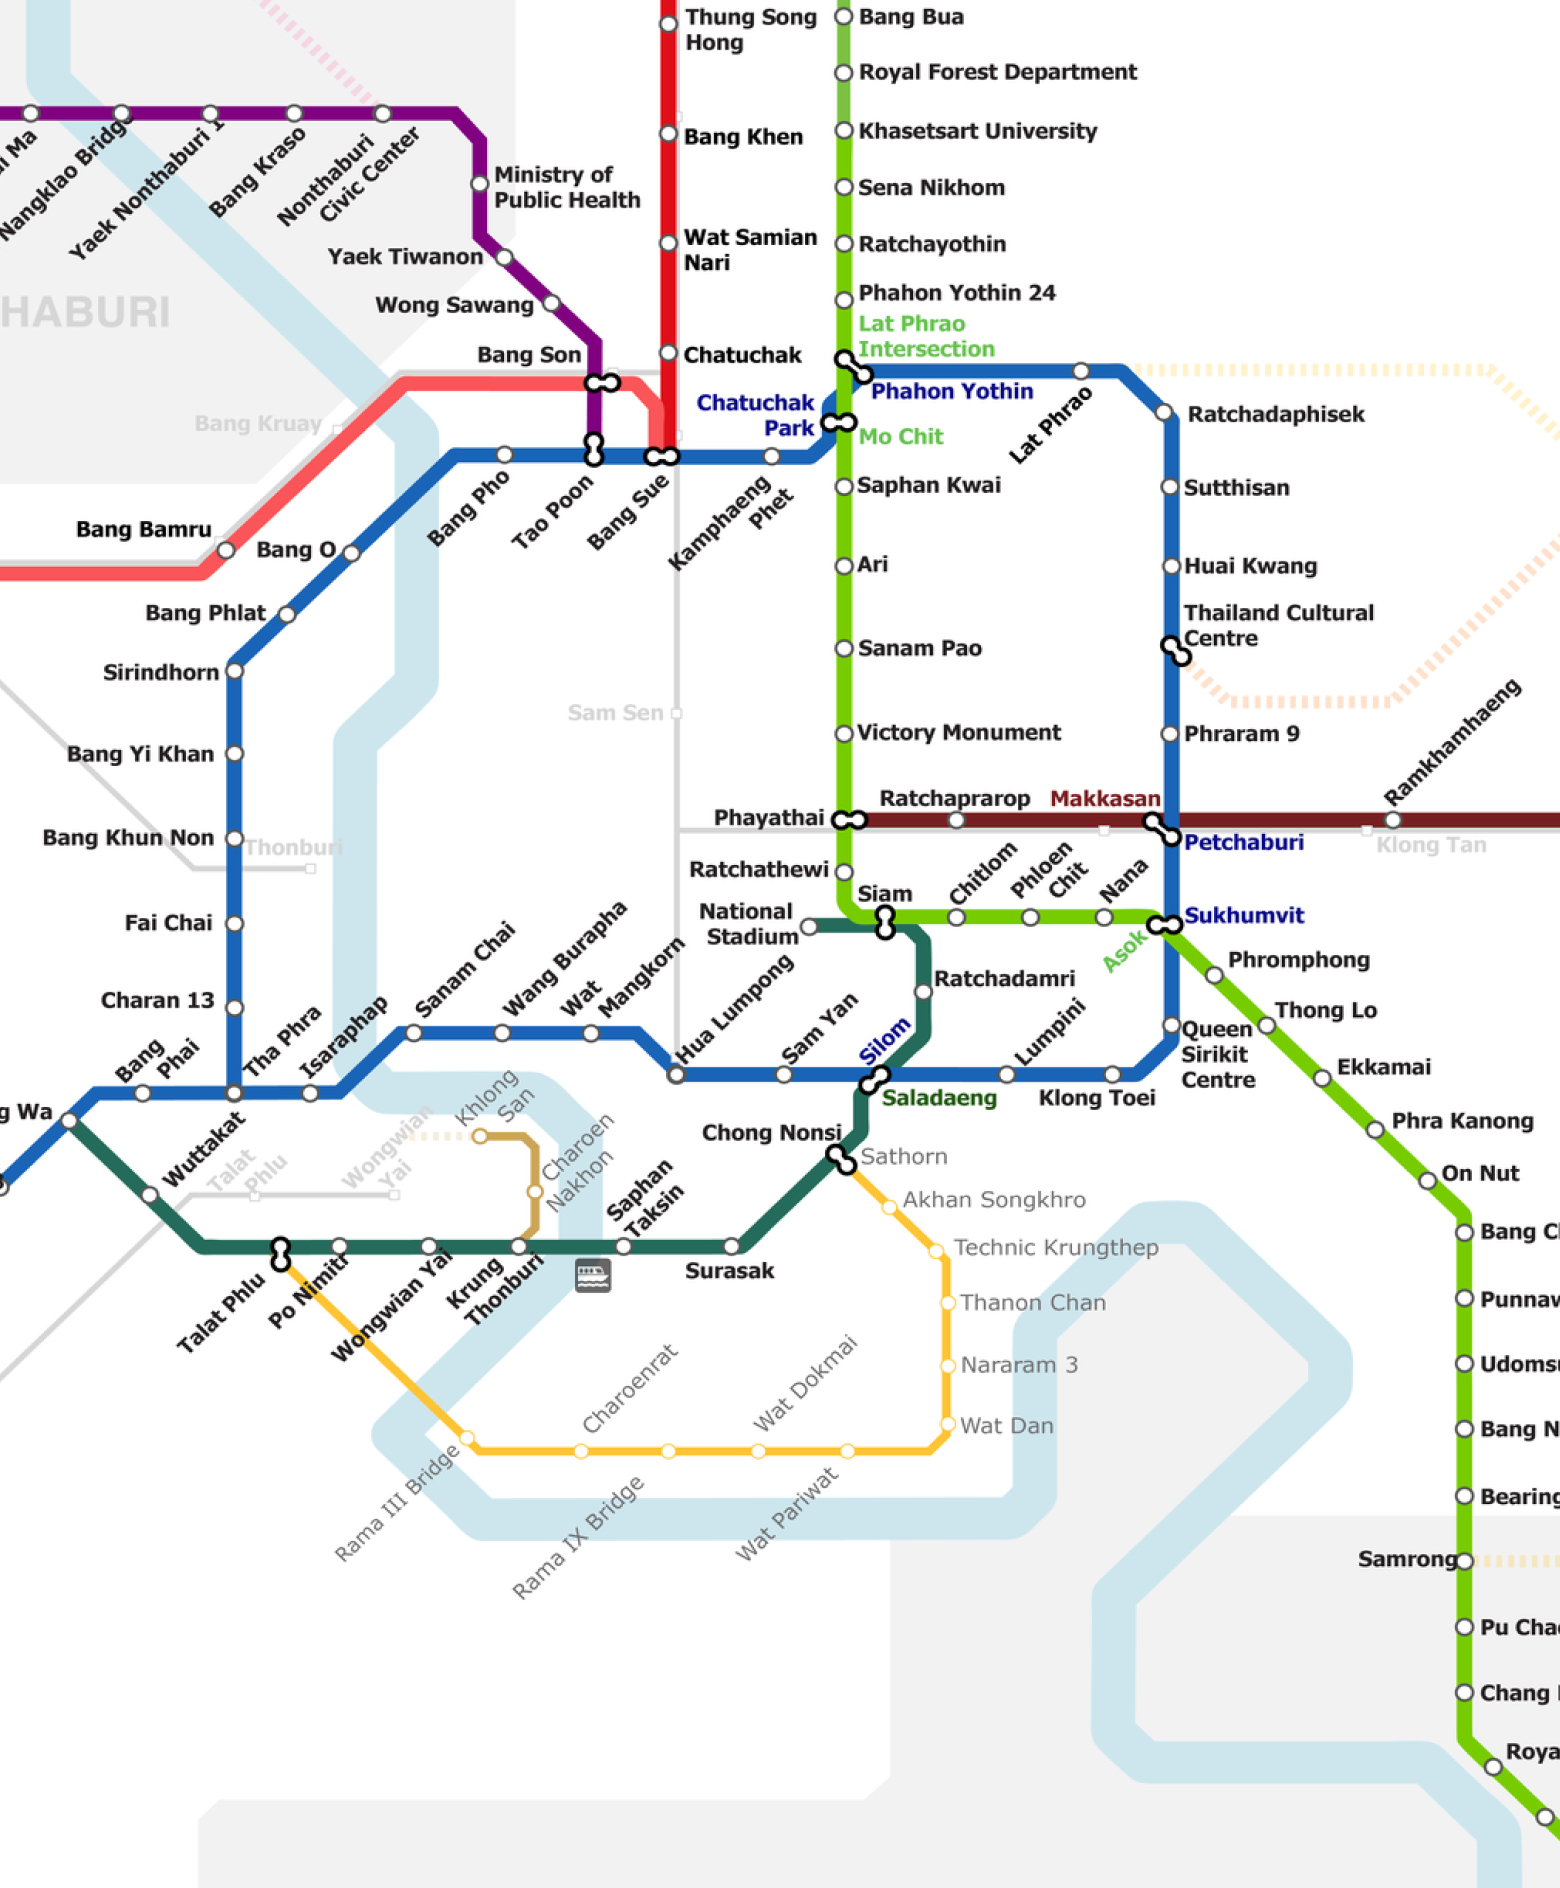 Thung Song
Hong
Bang Bua
Royal Forest Department
Bang Khen
Khasetsart University
Nangklao Bridge
Yaek Nonthaburi 1
Bang Kraso
Nonthaburi
Civic Center
Ministry of
Public Health
Sena Nikhom
Wat Samian
Nari
Ratchayothin
Yaek Tiwanon
Wong Sawang
HABURI
Phahon Yothin 24
Lat Phrao
Intersection
Bang Son
Chatuchak
Chatuchak
Park
Phahon Yothin
Mo Chit
Lat Phrao
Ratchadaphisek
Bang Kruay
Bang Pho
Tao Poon
Bang Sue
Kamphaeng
Phet
Saphan Kwai
Sutthisan
Bang Bamru
Bang O
Ari
Huai Kwang
Bang Phlat
Thailand Cultural
Centre
Sirindhorn
Sanam Pao
Sam Sen
Bang Yi Khan
Victory Monument
Phraram 9
Ramkhamhaeng
Phayathai
Ratchaprarop
Makkasan
Petchaburi
Klong Tan
Bang Khun Non
Thonburi
Ratchathewi
Siam
Chitlom
Phloen
Chit
Nana
National
Stadium
Sukhumvit
Asok
Fai Chai
Sanam Chai
Wang Burapha
Wat
Mangkorn
Hua Lumpong
Ratchadamri
Phromphong
Charan 13
Tha Phra
Isaraphap
Sam Yan
Silom
Lumpini
Queen
Sirikit
Centre
Thong Lo
Bang
Phai
Saladaeng
Klong Toei
Ekkamai
g Wa
Wuttakat
Khlong
San
Chong Nonsi
Sathorn
Phra Kanong
Talat
Phlu
Wongwian
Yai
Charoen
Nakhon
Saphan
Taksin
Akhan Songkhro
On Nut
Technic Krungthep
Talat Phlu
Po Nimitr
Wongwian Yai
Krung
Thonburi
Surasak
Thanon Chan
Punnaw
Charoenrat
Wat Dokmai
Nararam 3
Udomsu
Wat Dan
Bang N
Rama III Bridge
Rama IX Bridge
Wat Pariwat
Bearing
Samrong
Pu Chao
Chang
Roya